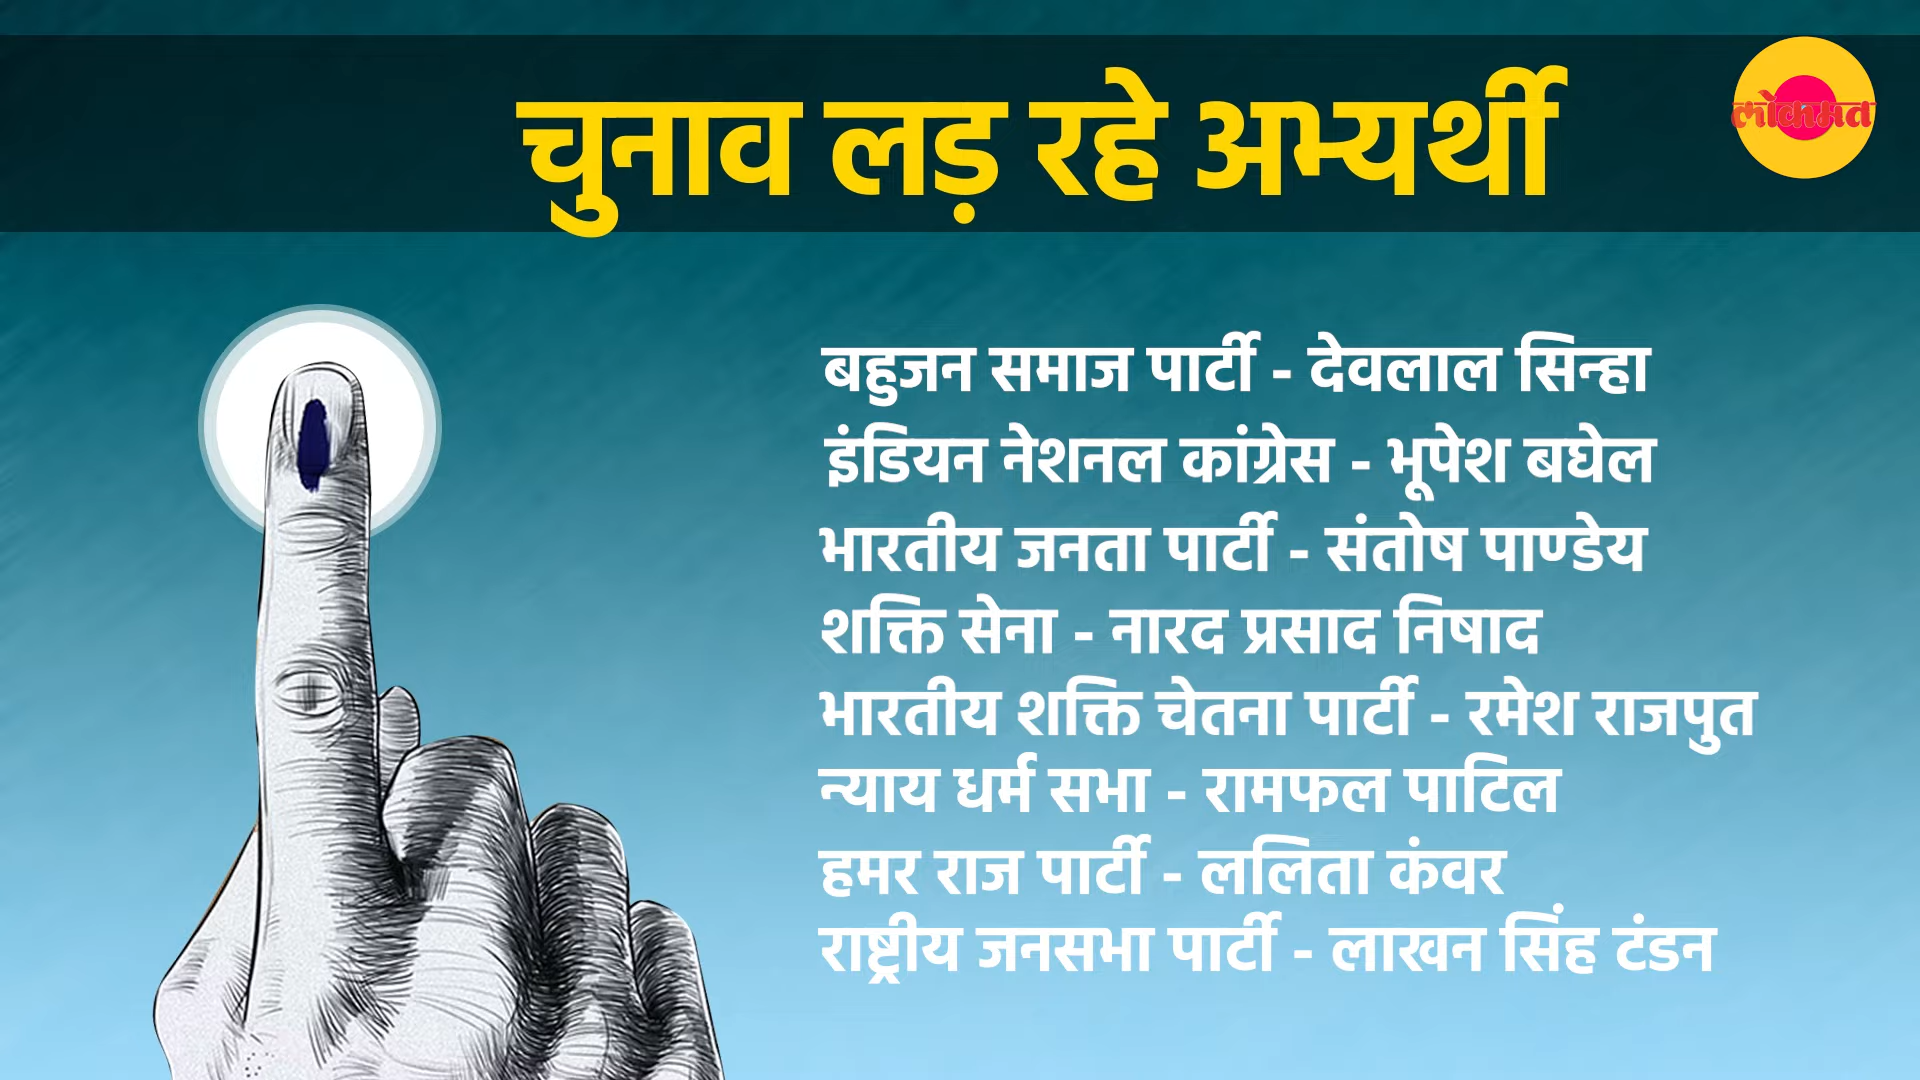 चुनाव लड़ रहे अभ्यर्थी
लोकमत
बहुजन समाज पार्टी - देवलाल सिन्हा
इंडियन नेशनल कांग्रेस - भूपेश बघेल
भारतीय जनता पार्टी - संतोष पाण्डेय
शक्ति सेना - नारद प्रसाद निषाद
भारतीय शक्ति चेतना पार्टी - रमेश राजपुत
न्याय धर्म सभा - रामफल पाटिल
हमर राज पार्टी - ललिता कंवर
राष्ट्रीय जनसभा पार्टी - लाखन सिंह टंडन